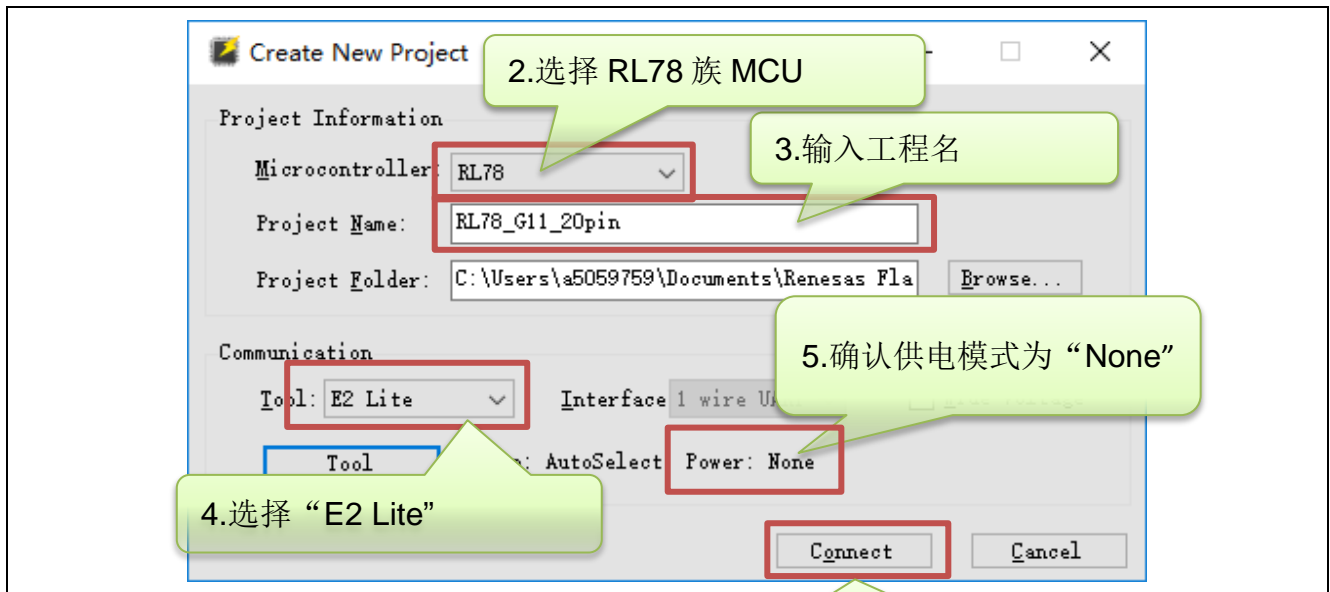 Create New Project
2.选择 RL78 族 MCU
Project Information
3.输入工程名
Microcontroller:
RL78
Project Name:
RL78_G11_20pin
Project Folder:
C:\Users\a5059759\Documents\Renesas Fla
Browse...
Communication
5.确认供电模式为“None”
Tool:
E2 Lite
Interface
1 wire
Tool
AutoSelect
Power: None
4.选择“E2 Lite”
Connect
Cancel